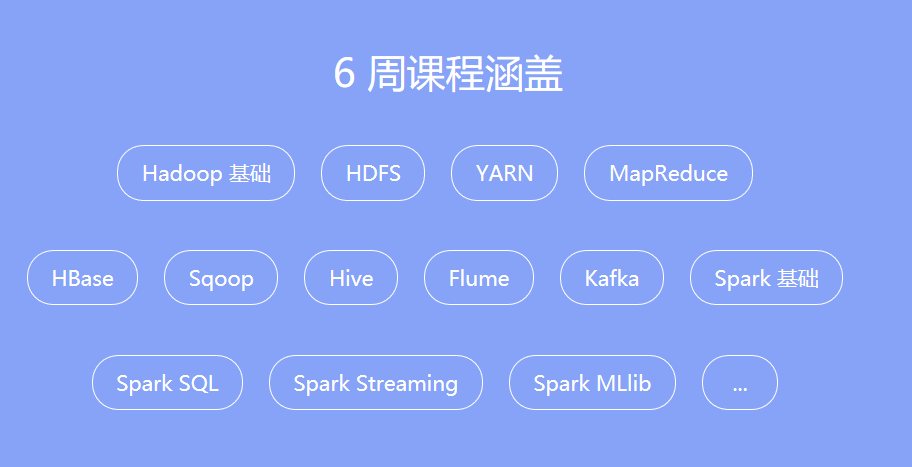 6 周课程涵盖
Hadoop 基础 HDFS YARN MapReduce
HBase Sqoop Hive Flume Kafka Spark 基础
Spark SQL Spark Streaming Spark MLlib ...